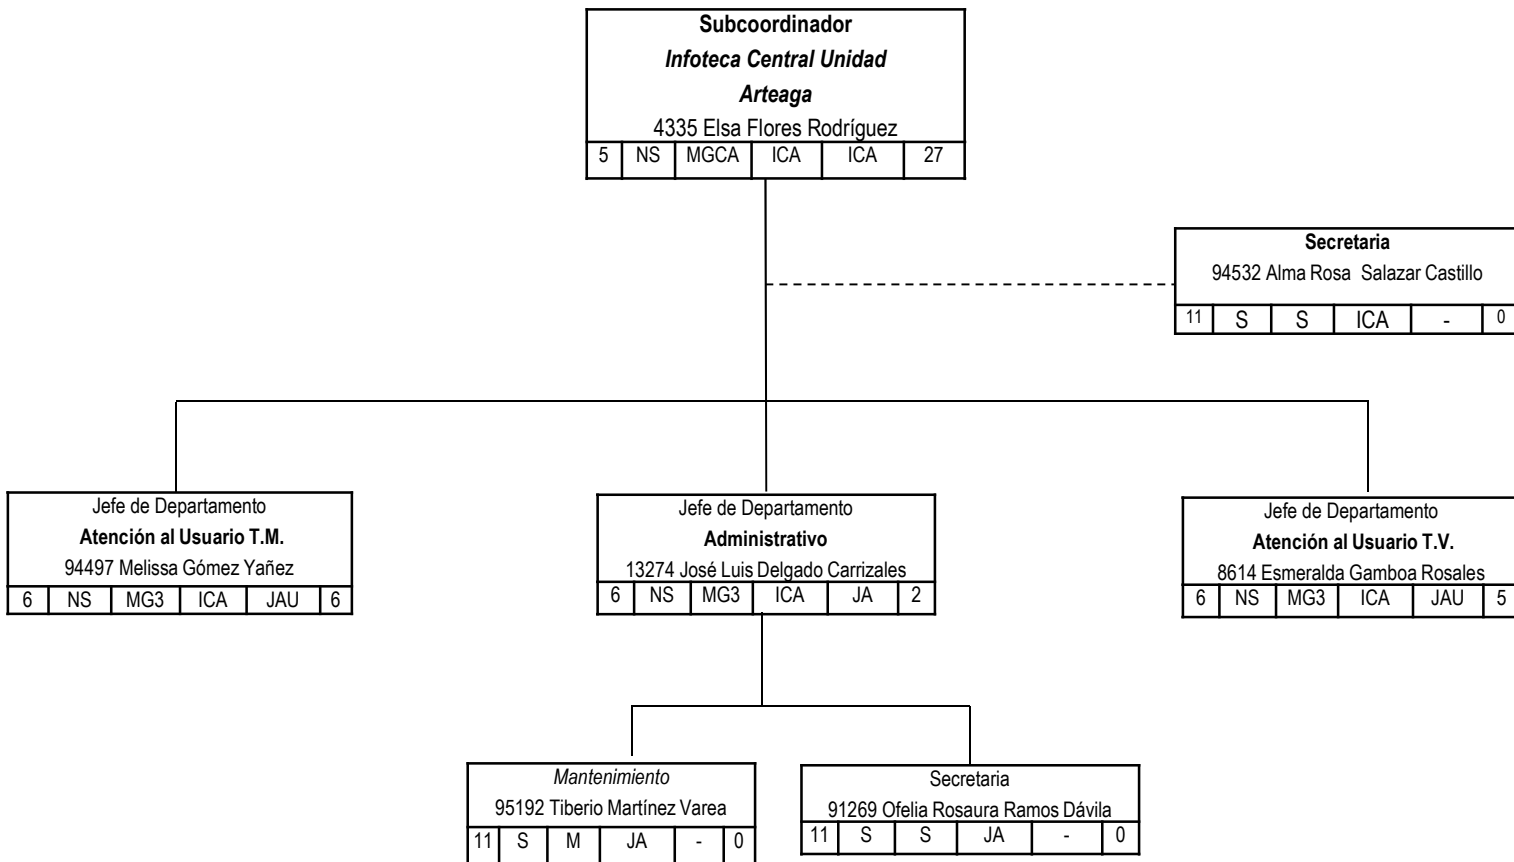 Subcoordinador
Infoteca Central Unidad
Arteaga
4335 Elsa Flores Rodríguez
5 NS MGCA ICA ICA 27
Secretaria
94532 Alma Rosa Salazar Castillo
11 S S ICA - 0
Jefe de Departamento
Atención al Usuario T.M.
94497 Melissa Gómez Yañez
6 NS MG3 ICA JAU 6
Jefe de Departamento
Administrativo
13274 José Luis Delgado Carrizales
6 NS MG3 ICA JA 2
Jefe de Departamento
Atención al Usuario T.V.
8614 Esmeralda Gamboa Rosales
6 NS MG3 ICA JAU 5
Mantenimiento
95192 Tiberio Martínez Varea
11 S M JA - 0
Secretaria
91269 Ofelia Rosaura Ramos Dávila
11 S S JA - 0